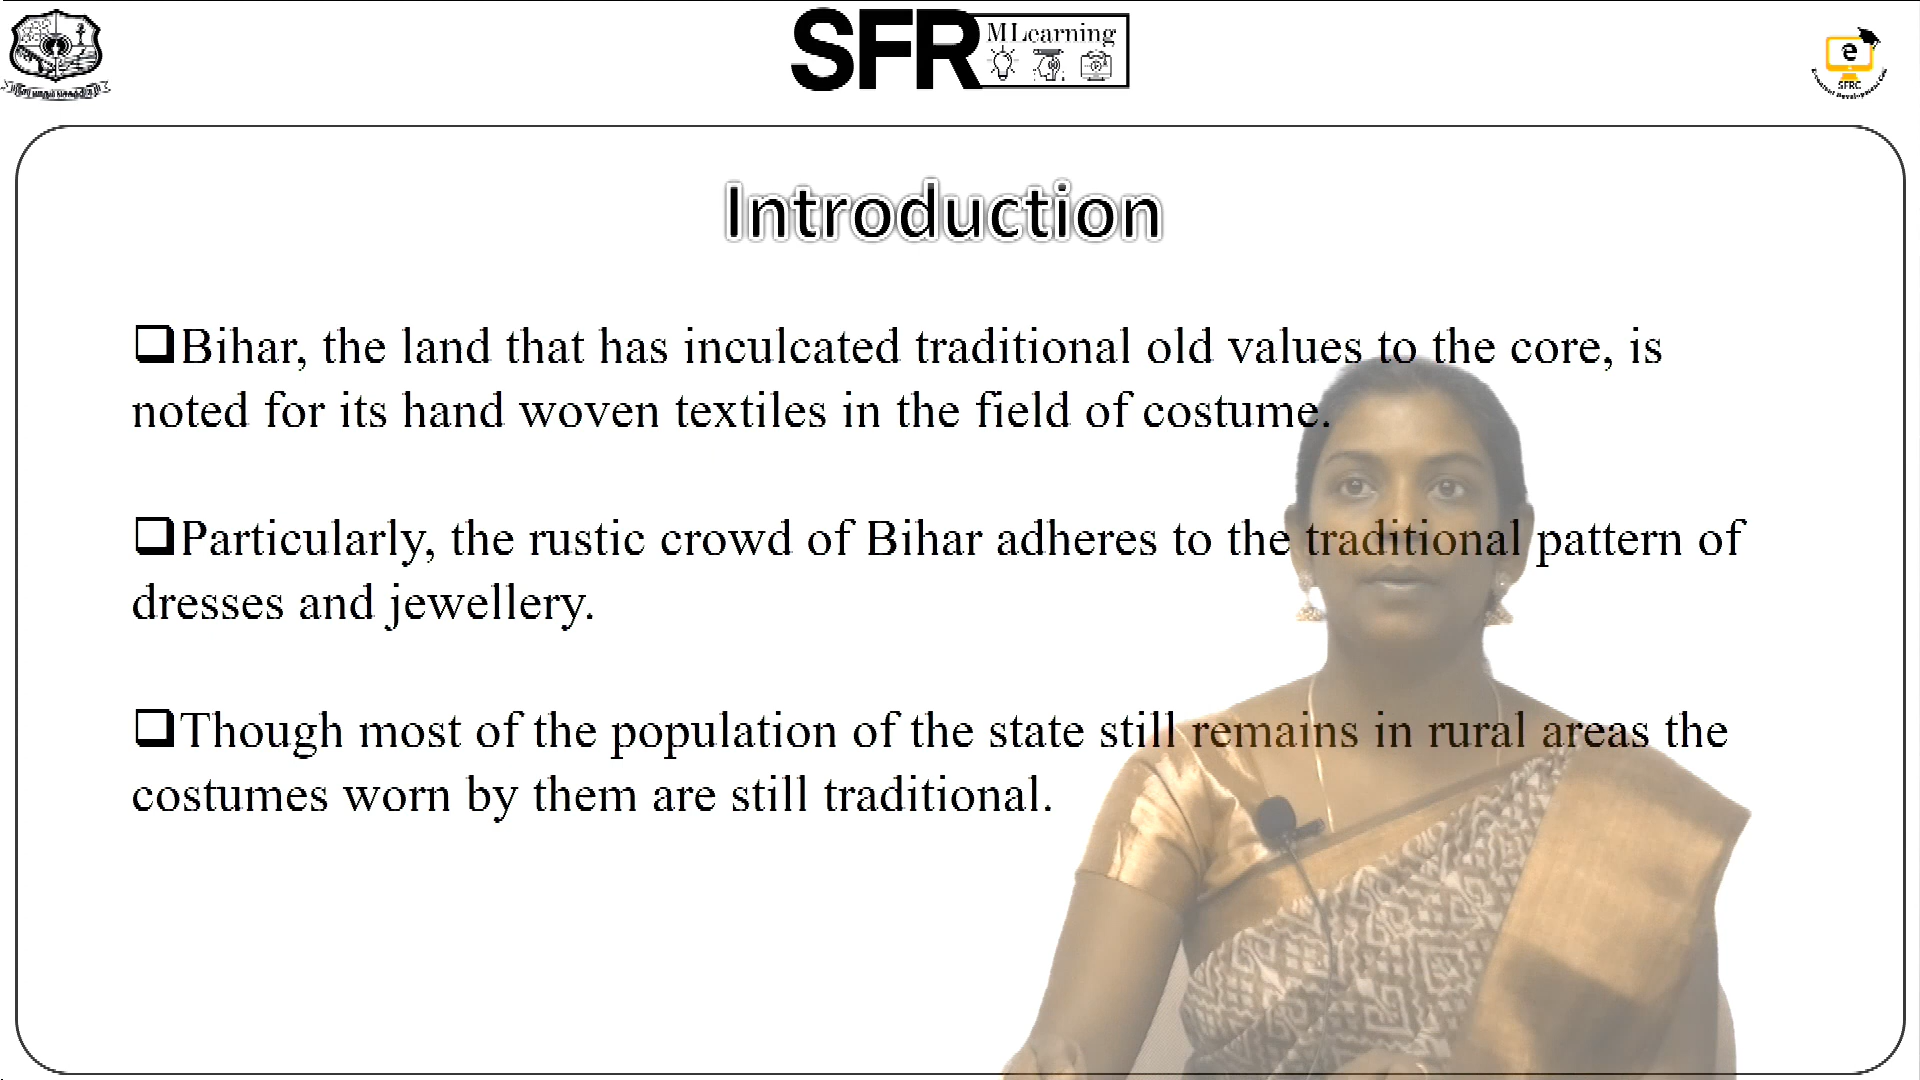 SFR MLearning
e
SFRC
Introduction
❑Bihar, the land that has inculcated traditional old values to the core, is
noted for its hand woven textiles in the field of costume.
❑Particularly, the rustic crowd of Bihar adheres to the traditional pattern of
dresses and jewellery.
❑Though most of the population of the state still remains in rural areas the
costumes worn by them are still traditional.